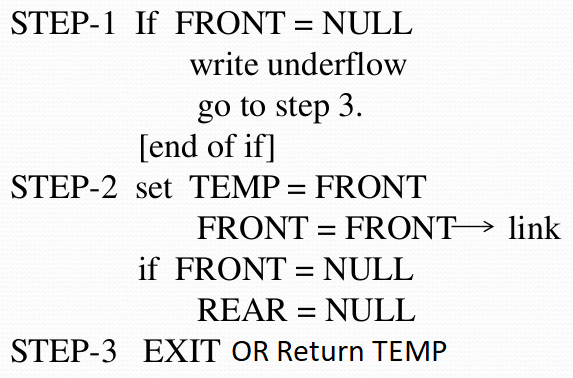 STEP-1 If FRONT = NULL
write underflow
go to step 3.
[end of if]
STEP-2 set TEMP = FRONT
FRONT = FRONT → link
if FRONT = NULL
REAR = NULL
STEP-3 EXIT OR Return TEMP